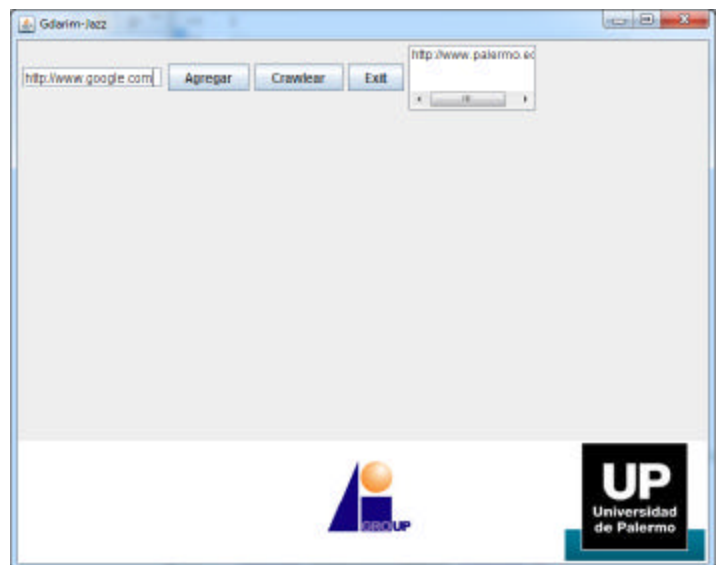 Gdarim-Jazz
http://www.google.com
Agregar
Crawlear
Exit
http://www.palermo.ec
GROUP
UP
Universidad
de Palermo